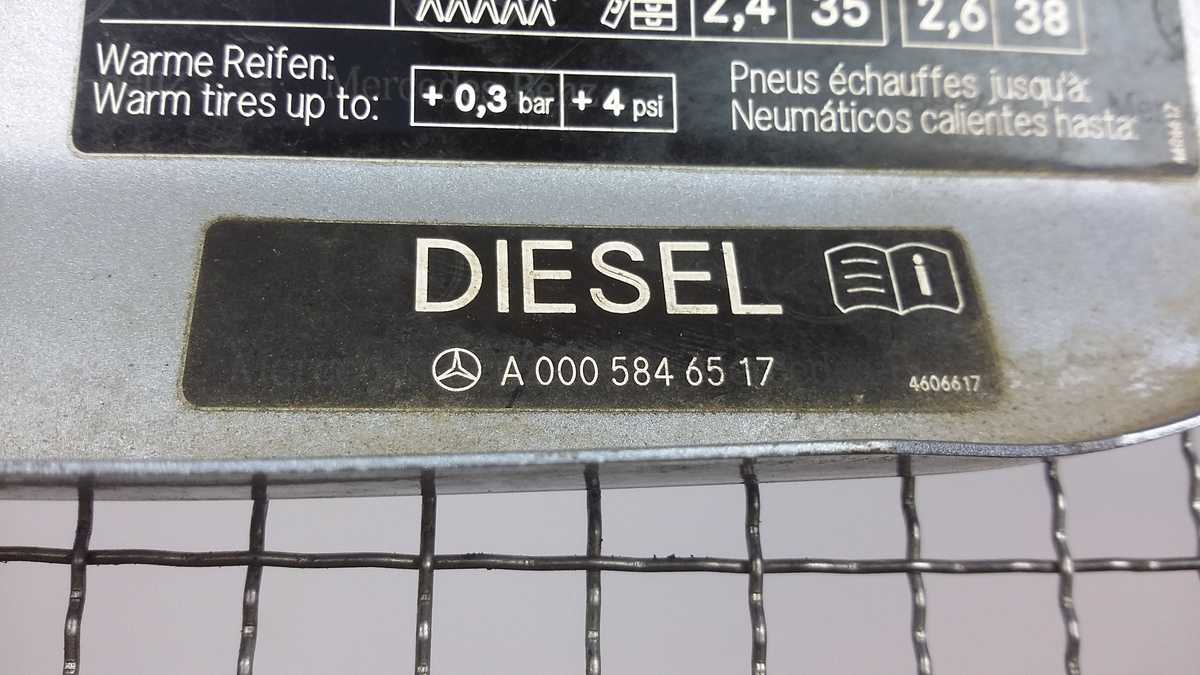 2,4 35 2,6 38
Warme Reifen:
Warm tires up to:
+ 0,3 bar + 4 psi
Pneus échauffes jusqu'à:
Neumáticos calientes hasta:
4606617
DIESEL
i
A 000 584 65 17
4606617